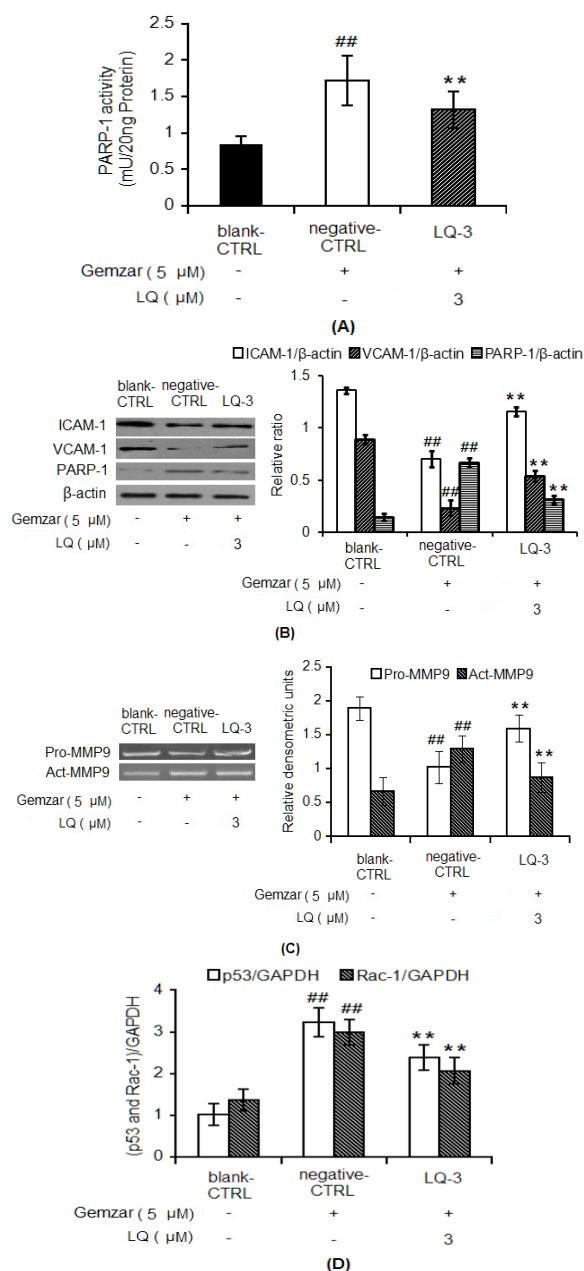 PARP-1 activity
(mU/20ng Proterin)
2.5
2
1.5
1
0.5
0
##
**
blank-
CTRL
negative-
CTRL
LQ-3
Gemzar ( 5 μM) - + +
LQ ( μM) - - 3
(A)
ICAM-1/β-actin VCAM-1/β-actin PARP-1/β-actin
blank-
CTRL
negative-
CTRL
LQ-3
ICAM-1
VCAM-1
PARP-1
β-actin
Gemzar ( 5 μM) - + +
LQ ( μM) - - 3
Relative ratio
1.5
1
0.5
0
## ## ##
** ** **
blank-
CTRL
negative-
CTRL
LQ-3
Gemzar ( 5 μM) - + +
LQ ( μM) - - 3
(B)
blank-
CTRL
negative-
CTRL
LQ-3
Pro-MMP9
Act-MMP9
Gemzar ( 5 μM) - + +
LQ ( μM) - - 3
Relative densometric units
2.5
2
1.5
1
0.5
0
Pro-MMP9 Act-MMP9
## ##
** **
blank-
CTRL
negative-
CTRL
LQ-3
Gemzar ( 5 μM) - + +
LQ ( μM) - - 3
(C)
p53/GAPDH Rac-1/GAPDH
(p53 and Rac-1)/GAPDH
4
3
2
1
0
## ##
** **
blank-
CTRL
negative-
CTRL
LQ-3
Gemzar ( 5 μM) - + +
LQ ( μM) - - 3
(D)